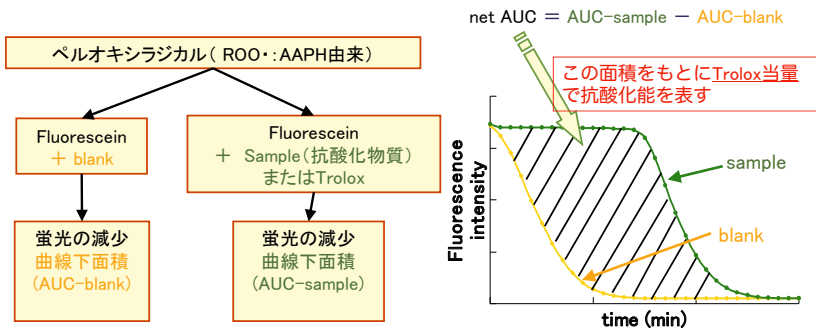 ペルオキシラジカル( ROO・:AAPH由来)
Fluorescein
+ blank
Fluorescein
+ Sample(抗酸化物質)
またはTrolox
蛍光の減少
曲線下面積
(AUC-blank)
蛍光の減少
曲線下面積
(AUC-sample)
net AUC = AUC-sample − AUC-blank
この面積をもとにTrolox当量
で抗酸化能を表す
Fluorescence
intensity
sample
blank
time (min)